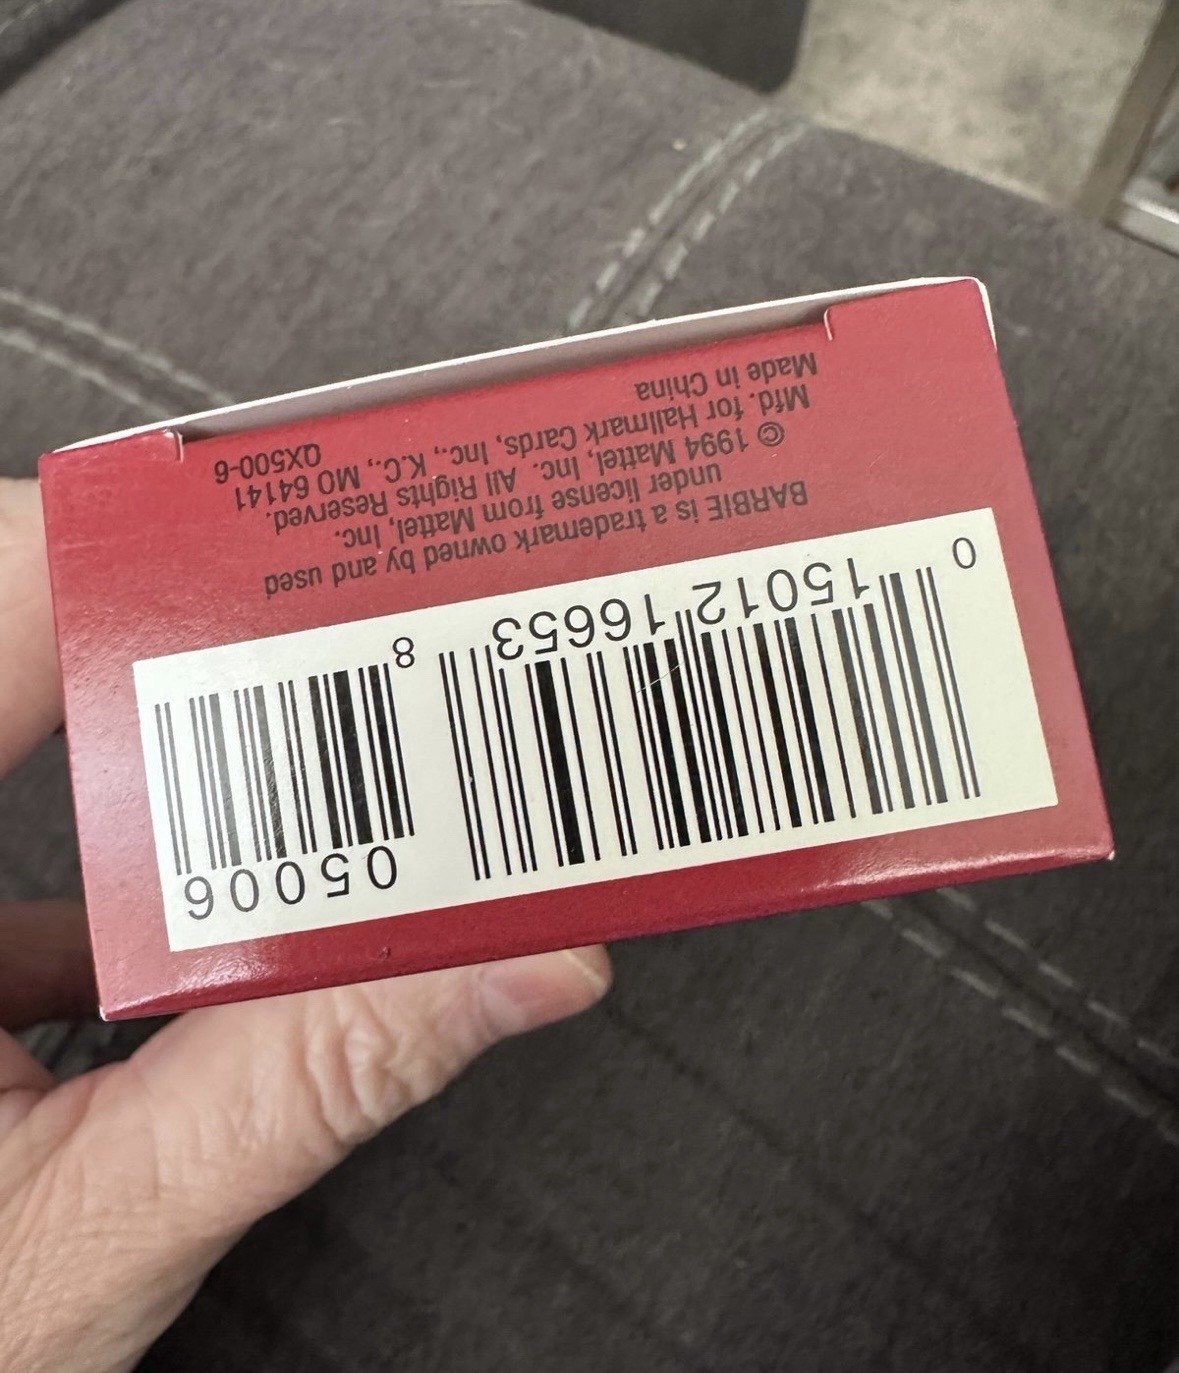 0 15012 16653 8 05006
BARBIE is a trademark owned by and used
under license from Mattel, Inc.
© 1994 Mattel, Inc. All Rights Reserved.
Mfd. for Hallmark Cards, Inc., K.C., MO 64141
Made in China QX500-6